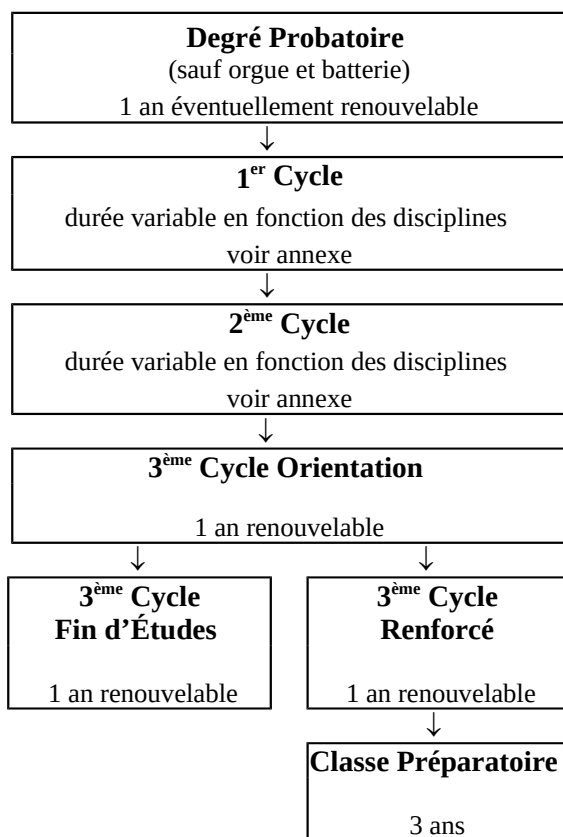 Degré Probatoire
(sauf orgue et batterie)
1 an éventuellement renouvelable
↓
1er Cycle
durée variable en fonction des disciplines
voir annexe
↓
2ème Cycle
durée variable en fonction des disciplines
voir annexe
↓
3ème Cycle Orientation
1 an renouvelable
↓ ↓
3ème Cycle
Fin d’Études
1 an renouvelable
3ème Cycle
Renforcé
1 an renouvelable
↓
Classe Préparatoire
3 ans